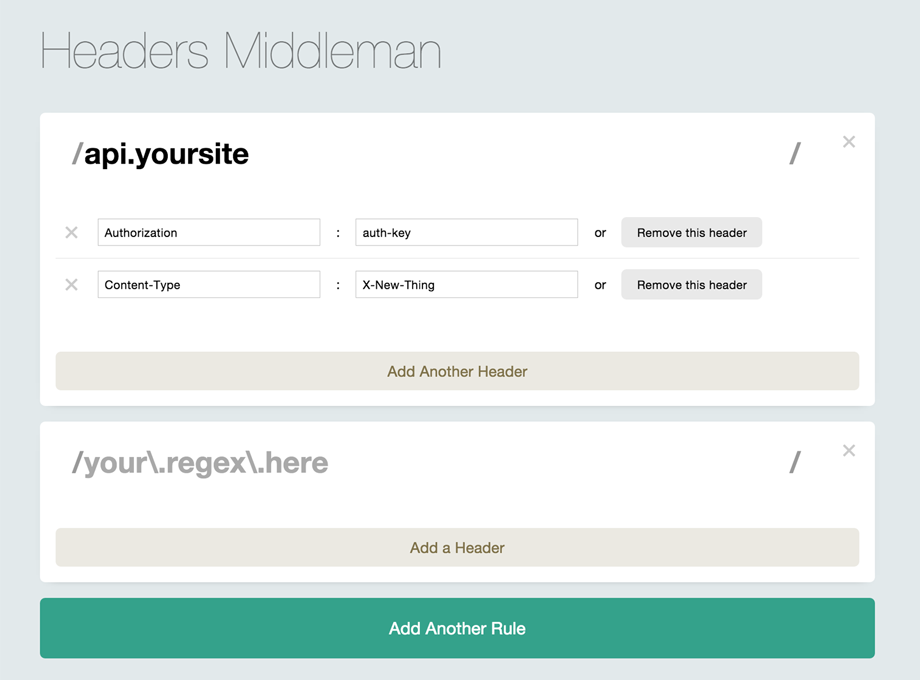 Headers Middleman
/api.yoursite /
Authorization : auth-key or Remove this header
Content-Type : X-New-Thing or Remove this header
Add Another Header
/your\.regex\.here /
Add a Header
Add Another Rule